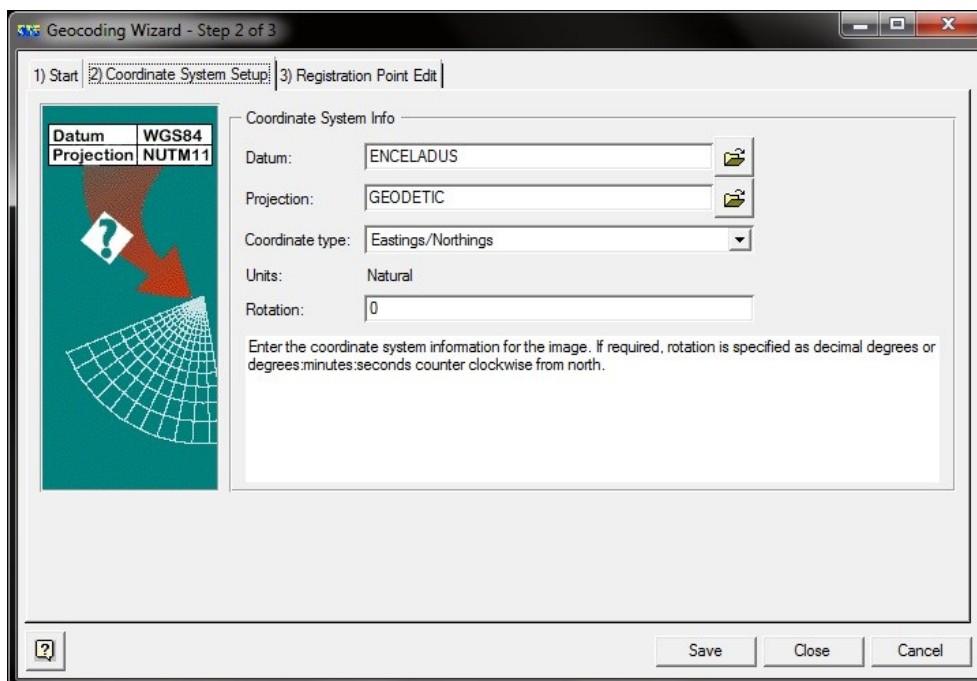 Geocoding Wizard - Step 2 of 3
1) Start 2) Coordinate System Setup 3) Registration Point Edit
Datum WGS84
Projection NUTM11
?
Coordinate System Info
Datum: ENCELADUS
Projection: GEODETIC
Coordinate type: Eastings/Northings
Units: Natural
Rotation: 0
Enter the coordinate system information for the image. If required, rotation is specified as decimal degrees or
degrees:minutes:seconds counter clockwise from north.
? Save Close Cancel